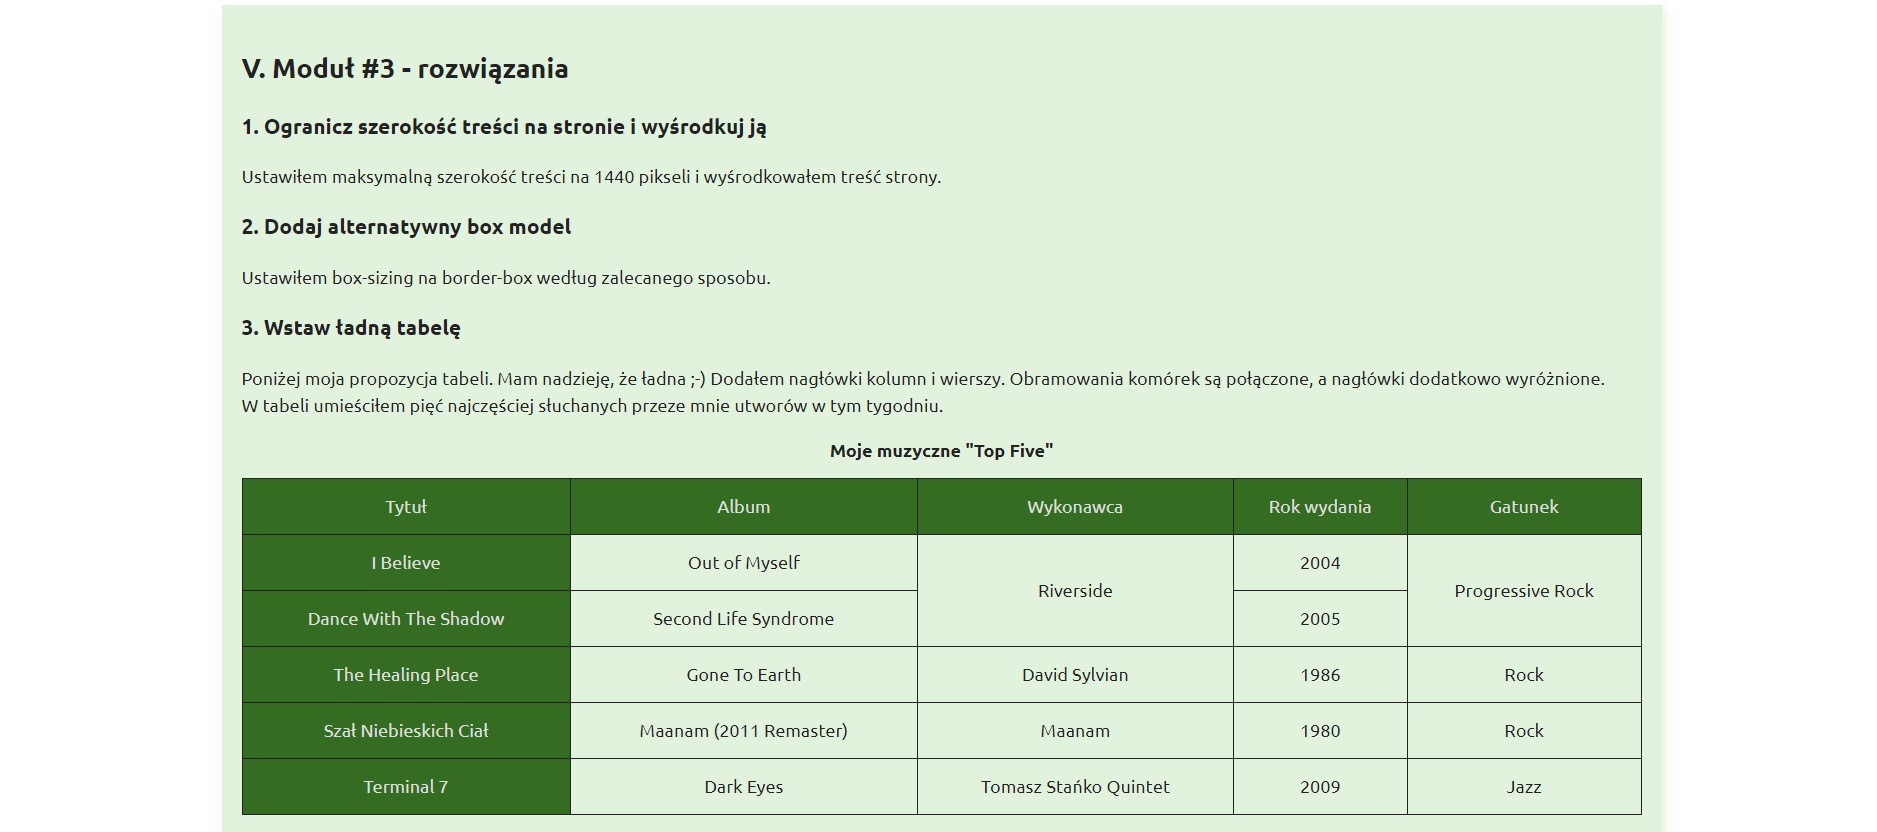 V. Moduł #3 - rozwiązania
1. Ogranicz szerokość treści na stronie i wyśrodkuj ją
Ustawiłem maksymalną szerokość treści na 1440 pikseli i wyśrodkowałem treść strony.
2. Dodaj alternatywny box model
Ustawiłem box-sizing na border-box według zalecanego sposobu.
3. Wstaw ładną tabelę
Poniżej moja propozycja tabeli. Mam nadzieję, że ładna ;-) Dodałem nagłówki kolumn i wierszy. Obramowania komórek są połączone, a nagłówki dodatkowo wyróżnione.
W tabeli umieściłem pięć najczęściej słuchanych przeze mnie utworów w tym tygodniu.
Moje muzyczne "Top Five"
Tytuł Album Wykonawca Rok wydania Gatunek
I Believe Out of Myself Riverside 2004 Progressive Rock
Dance With The Shadow Second Life Syndrome 2005
The Healing Place Gone To Earth David Sylvian 1986 Rock
Szał Niebieskich Ciał Maanam (2011 Remaster) Maanam 1980 Rock
Terminal 7 Dark Eyes Tomasz Stańko Quintet 2009 Jazz